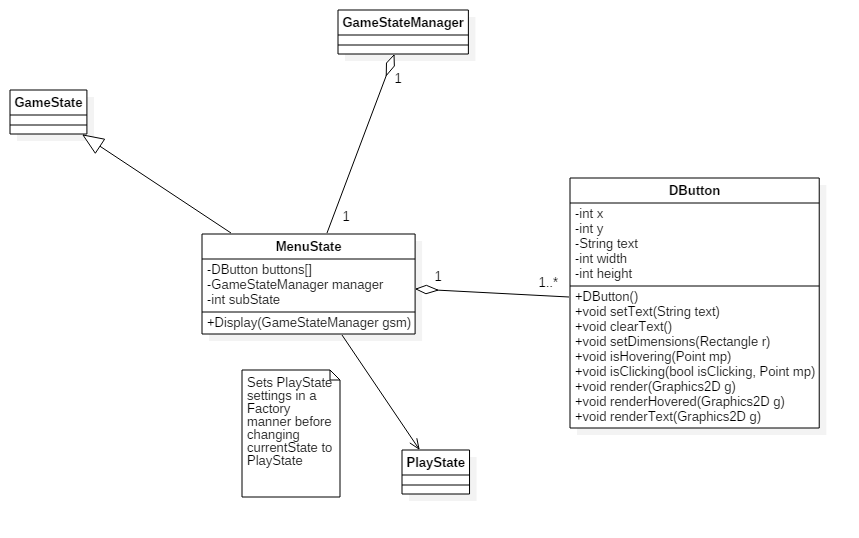 GameStateManager
1
GameState
1
MenuState
-DButton buttons[]
-GameStateManager manager
-int subState
+Display(GameStateManager gsm)
1
1..*
DButton
-int x
-int y
-String text
-int width
-int height
+DButton()
+void setText(String text)
+void clearText()
+void setDimensions(Rectangle r)
+void isHovering(Point mp)
+void isClicking(bool isClicking, Point mp)
+void render(Graphics2D g)
+void renderHovered(Graphics2D g)
+void renderText(Graphics2D g)
Sets PlayState
settings in a
Factory
manner before
changing
currentState to
PlayState
PlayState